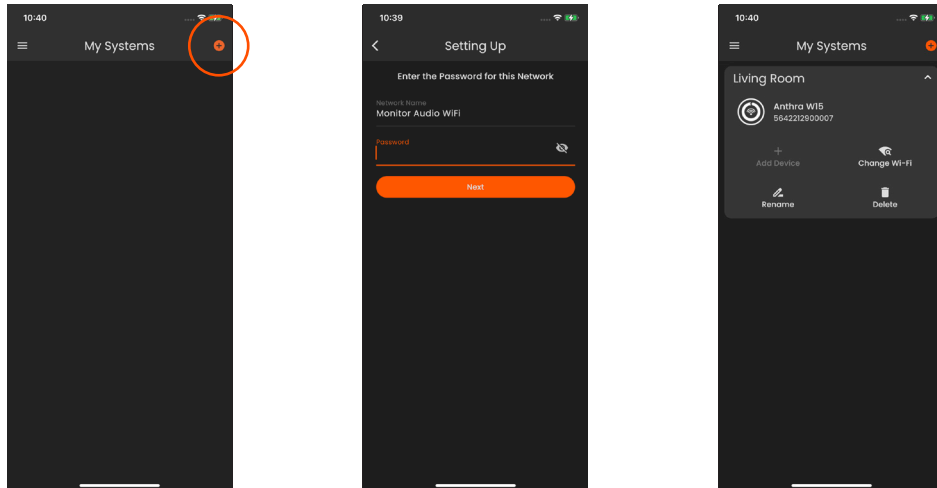 10:40
My Systems
10:39
Setting Up
Enter the Password for this Network
Network Name
Monitor Audio WiFi
Password
Next
10:40
My Systems
Living Room
Anthra W15
5642212900007
Add Device
Change Wi-Fi
Rename
Delete